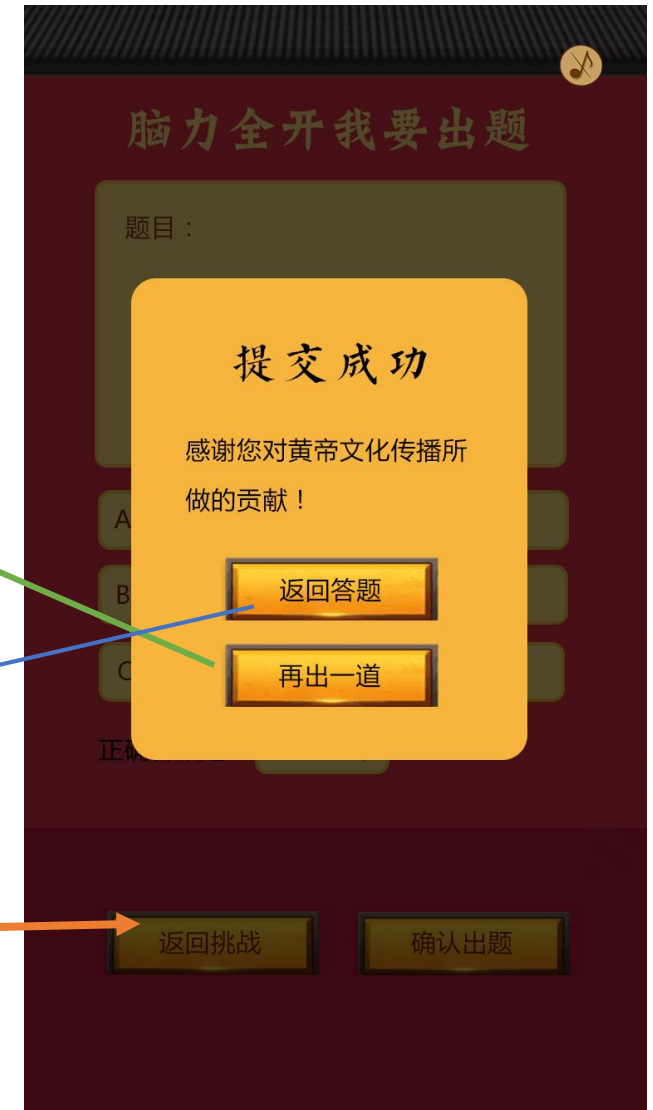 脑力全开我要出题
题目：
提交成功
感谢您对黄帝文化传播所
做的贡献！
A
返回答题
B
再出一道
C
正确
返回挑战
确认出题